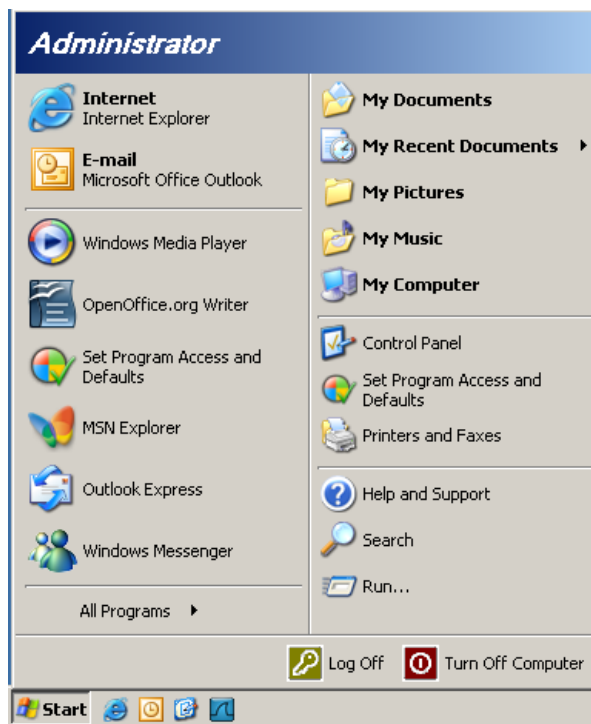 Administrator
Internet
Internet Explorer
E-mail
Microsoft Office Outlook
Windows Media Player
OpenOffice.org Writer
Set Program Access and
Defaults
MSN Explorer
Outlook Express
Windows Messenger
All Programs
My Documents
My Recent Documents
My Pictures
My Music
My Computer
Control Panel
Set Program Access and
Defaults
Printers and Faxes
Help and Support
Search
Run...
Log Off
Turn Off Computer
Start